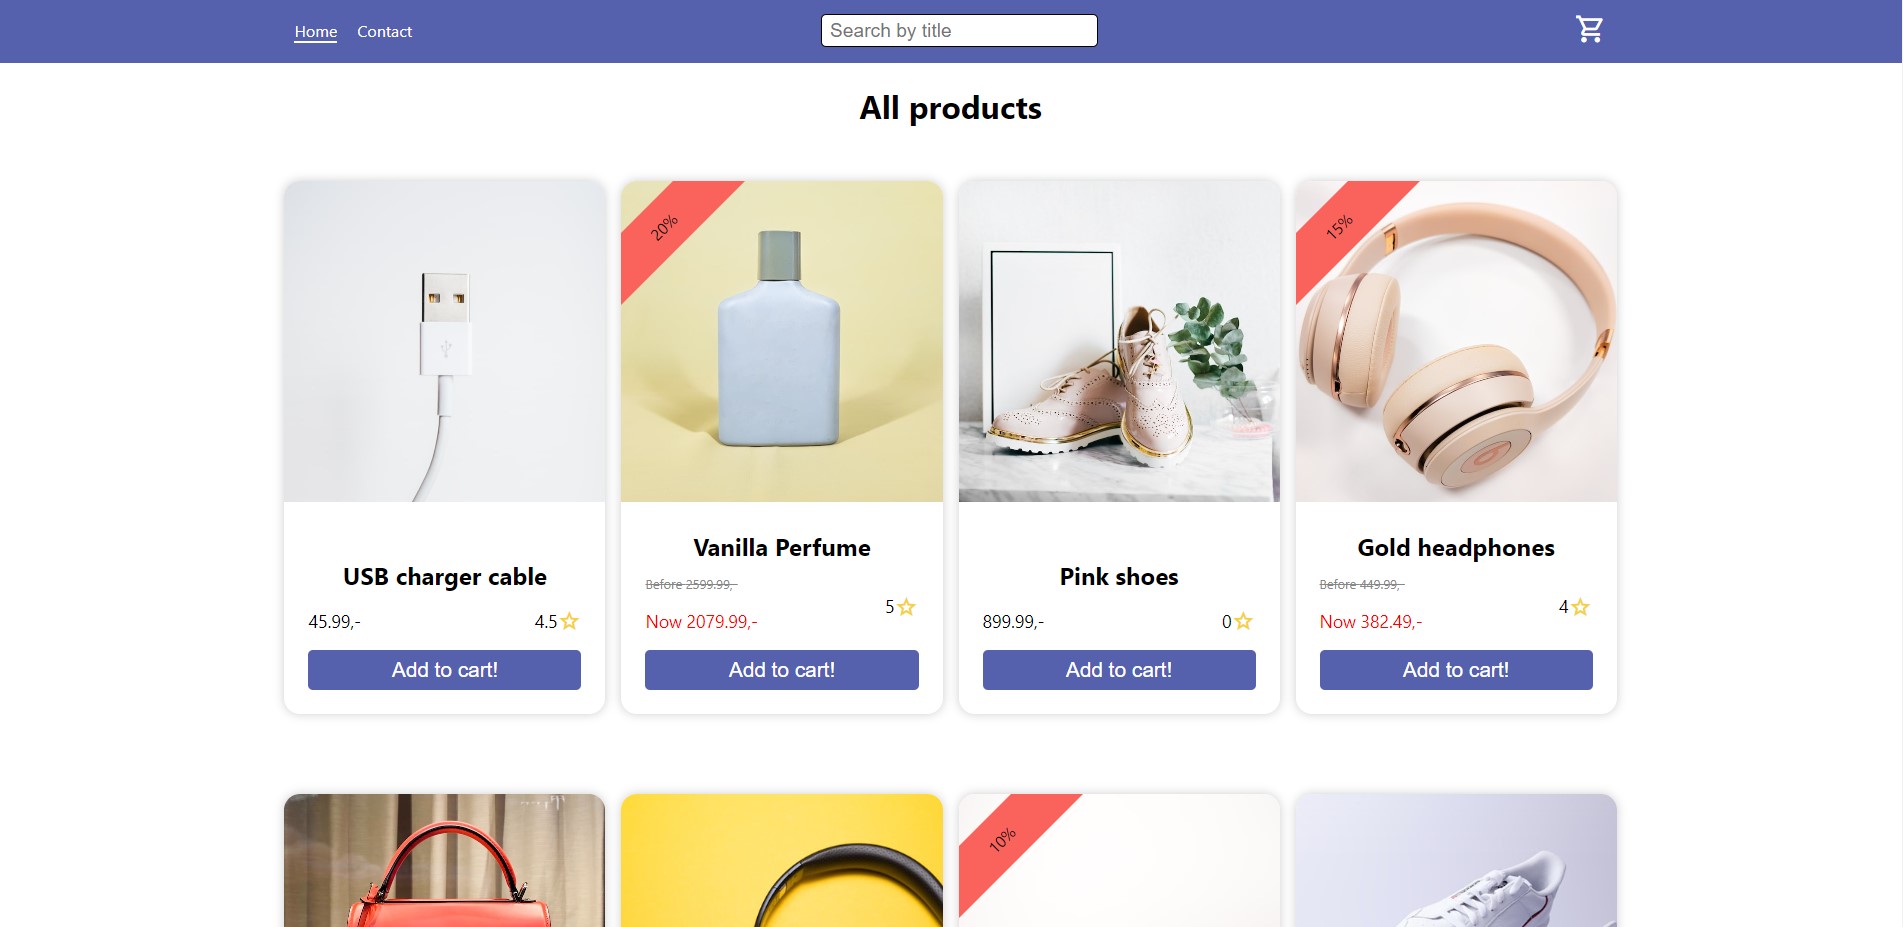 Home
Contact
Search by title
All products
20%
15%
USB charger cable
45.99,-
4.5
Add to cart!
Vanilla Perfume
Before 2599.99,-
Now 2079.99,-
5
Add to cart!
Pink shoes
899.99,-
0
Add to cart!
Gold headphones
Before 449.99,-
Now 382.49,-
4
Add to cart!
10%